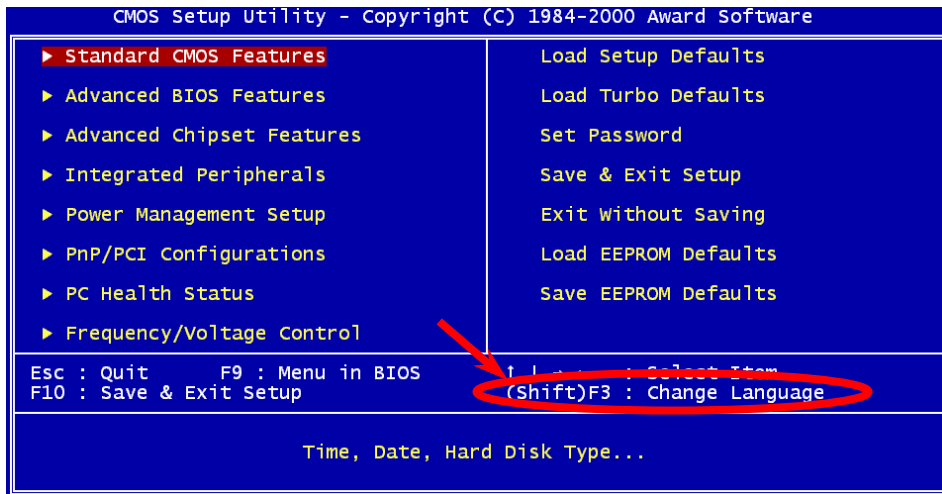 CMOS Setup Utility - Copyright (C) 1984-2000 Award Software
▶ Standard CMOS Features
▶ Advanced BIOS Features
▶ Advanced Chipset Features
▶ Integrated Peripherals
▶ Power Management Setup
▶ PnP/PCI Configurations
▶ PC Health Status
▶ Frequency/Voltage Control
Load Setup Defaults
Load Turbo Defaults
Set Password
Save & Exit Setup
Exit Without Saving
Load EEPROM Defaults
Save EEPROM Defaults
Esc : Quit F9 : Menu in BIOS ↑ ↓ → ← : Select Item
F10 : Save & Exit Setup (Shift)F3 : Change Language
Time, Date, Hard Disk Type...